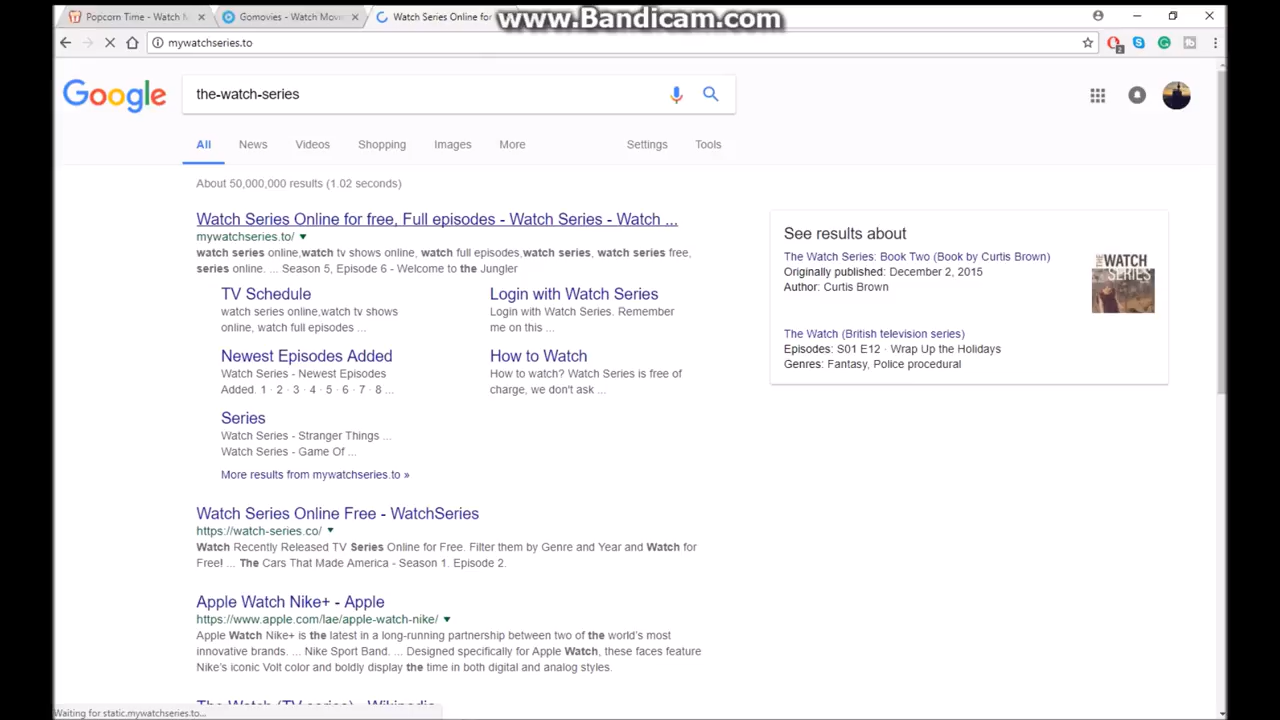 Popcorn Time - Watch M
Gomovies - Watch Movi
Watch Series Online for
www.Bandicam.com
mywatchseries.to
2
Google
the-watch-series
All
News
Videos
Shopping
Images
More
Settings
Tools
About 50,000,000 results (1.02 seconds)
Watch Series Online for free, Full episodes - Watch Series - Watch ...
mywatchseries.to/
watch series online,watch tv shows online, watch full episodes,watch series, watch series free,
series online. ... Season 5, Episode 6 - Welcome to the Jungler
TV Schedule
watch series online,watch tv shows
online, watch full episodes ...
Login with Watch Series
Login with Watch Series. Remember
me on this ...
Newest Episodes Added
Watch Series - Newest Episodes
Added. 1 · 2 · 3 · 4 · 5 · 6 · 7 · 8 ...
How to Watch
How to watch? Watch Series is free of
charge, we don't ask ...
Series
Watch Series - Stranger Things ...
Watch Series - Game Of ...
More results from mywatchseries.to »
Watch Series Online Free - WatchSeries
https://watch-series.co/
Watch Recently Released TV Series Online for Free. Filter them by Genre and Year and Watch for
Free! ... The Cars That Made America - Season 1. Episode 2.
Apple Watch Nike+ - Apple
https://www.apple.com/lae/apple-watch-nike/
Apple Watch Nike+ is the latest in a long-running partnership between two of the world's most
innovative brands. ... Nike Sport Band. ... Designed specifically for Apple Watch, these faces feature
Nike's iconic Volt color and boldly display the time in both digital and analog styles.
The Watch (TV series) - Wikipedia
See results about
The Watch Series: Book Two (Book by Curtis Brown)
Originally published: December 2, 2015
Author: Curtis Brown
THE WATCH
SERIES
The Watch (British television series)
Episodes: S01 E12 · Wrap Up the Holidays
Genres: Fantasy, Police procedural
Waiting for static.mywatchseries.to...